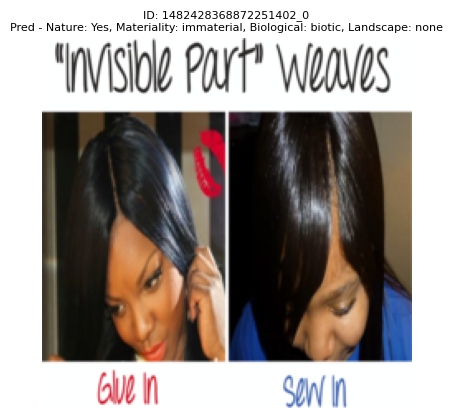 ID: 1482428368872251402_0
Pred - Nature: Yes, Materiality: immaterial, Biological: biotic, Landscape: none
"Invisible Part" Weaves
Glue In
Sew In